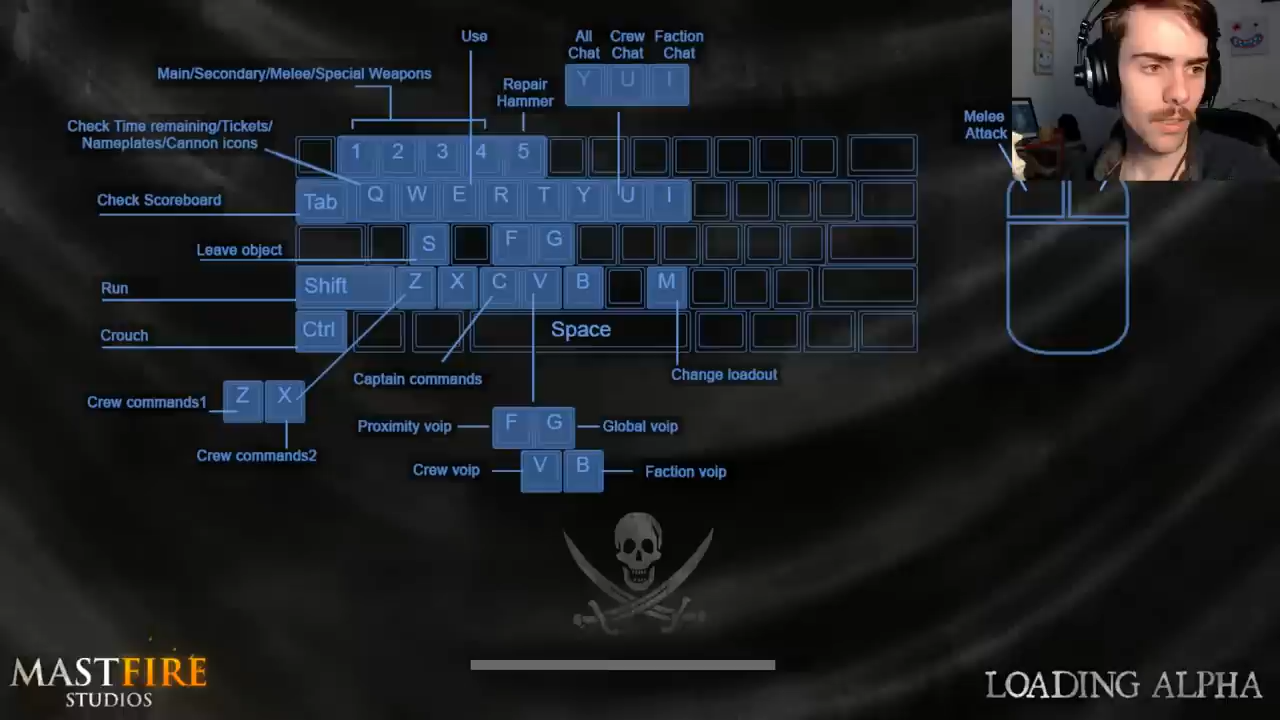 Use
All Crew Faction
Chat Chat Chat
Y U I
Main/Secondary/Melee/Special Weapons
Repair
Hammer
Check Time remaining/Tickets/
Nameplates/Cannon icons
Melee
Attack
1 2 3 4 5
Check Scoreboard
Tab Q W E R T Y U I
Leave object
S F G
Run
Shift Z X C V B M
Crouch
Ctrl Space
Captain commands
Change loadout
Crew commands1
Z X
Crew commands2
Proximity voip
F G
Global voip
Crew voip
V B
Faction voip
MASTFIRE
STUDIOS
LOADING ALPHA